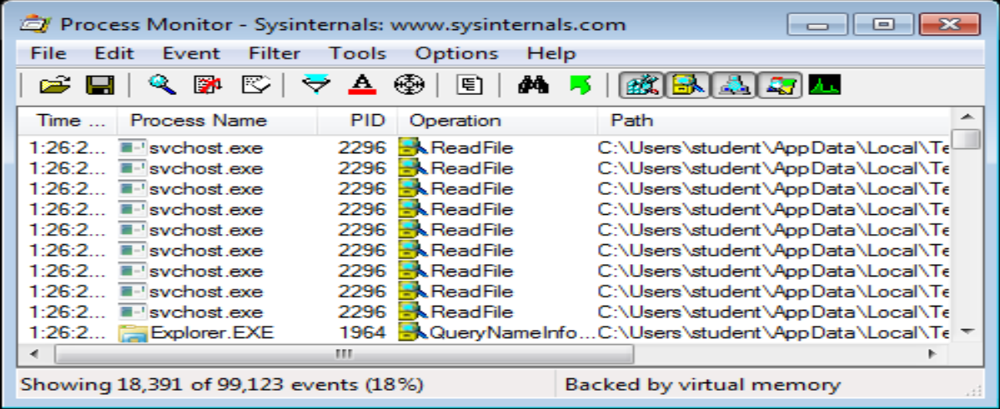 Process Monitor - Sysinternals: www.sysinternals.com
File Edit Event Filter Tools Options Help
Time ... Process Name PID Operation Path
1:26:2... svchost.exe 2296 ReadFile C:\Users\student\AppData\Local\Te
1:26:2... svchost.exe 2296 ReadFile C:\Users\student\AppData\Local\Te
1:26:2... svchost.exe 2296 ReadFile C:\Users\student\AppData\Local\Te
1:26:2... svchost.exe 2296 ReadFile C:\Users\student\AppData\Local\Te
1:26:2... svchost.exe 2296 ReadFile C:\Users\student\AppData\Local\Te
1:26:2... svchost.exe 2296 ReadFile C:\Users\student\AppData\Local\Te
1:26:2... svchost.exe 2296 ReadFile C:\Users\student\AppData\Local\Te
1:26:2... svchost.exe 2296 ReadFile C:\Users\student\AppData\Local\Te
1:26:2... svchost.exe 2296 ReadFile C:\Users\student\AppData\Local\Te
1:26:2... Explorer.EXE 1964 QueryNameInfo...C:\Users\student\AppData\Local\Te
Showing 18,391 of 99,123 events (18%) Backed by virtual memory